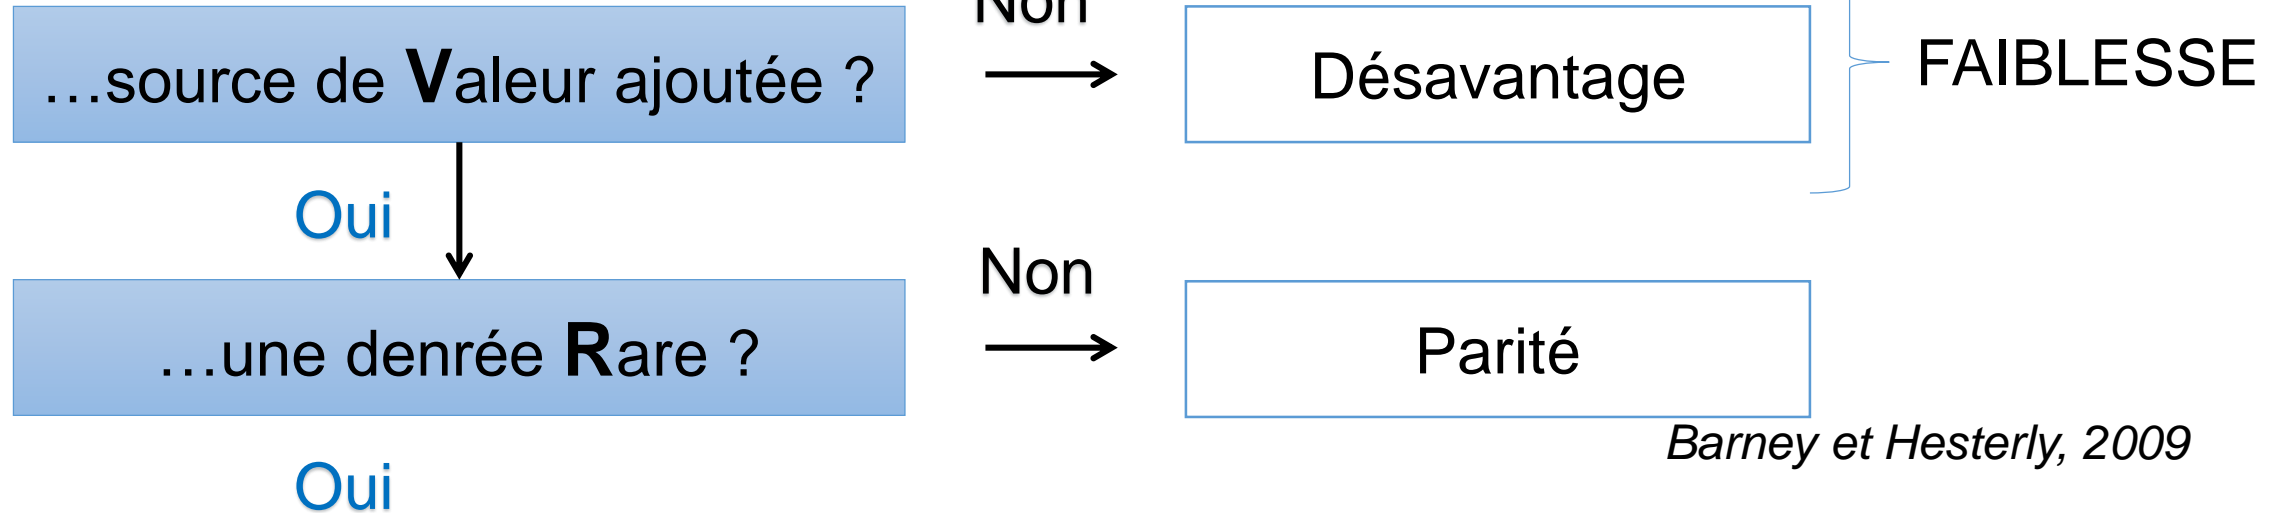 Non
…source de Valeur ajoutée ?
Désavantage
FAIBLESSE
Oui
Non
…une denrée Rare ?
Parité
Barney et Hesterly, 2009
Oui